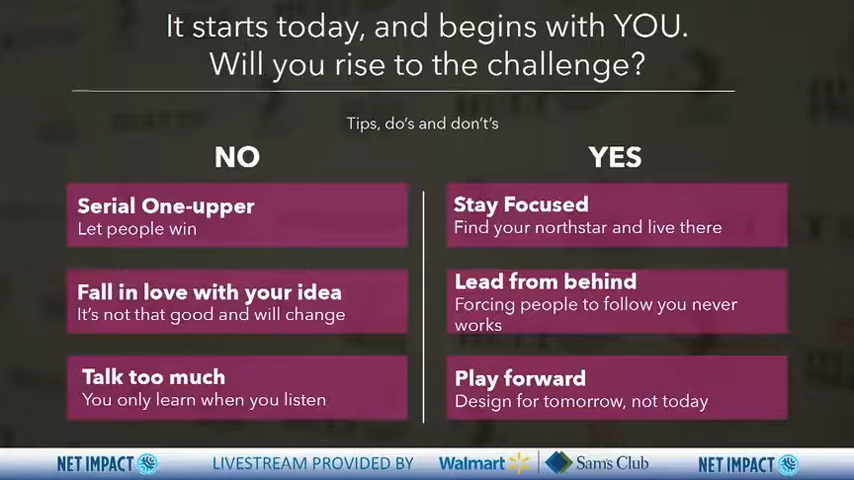 It starts today, and begins with YOU.
Will you rise to the challenge?
Tips, do's and don't's
NO
Serial One-upper
Let people win
Fall in love with your idea
It's not that good and will change
Talk too much
You only learn when you listen
YES
Stay Focused
Find your northstar and live there
Lead from behind
Forcing people to follow you never
works
Play forward
Design for tomorrow, not today
NET IMPACT
LIVESTREAM PROVIDED BY
Walmart
Sam's Club
NET IMPACT